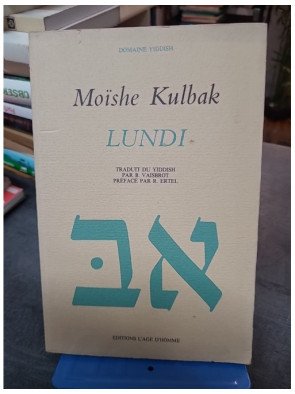 DOMAINE YIDDISH
Moïshe Kulbak
LUNDI
TRADUIT DU YIDDISH
PAR B. VAISBROT
PRÉFACE PAR R. ERTEL
אבּ
EDITIONS L'AGE D'HOMME